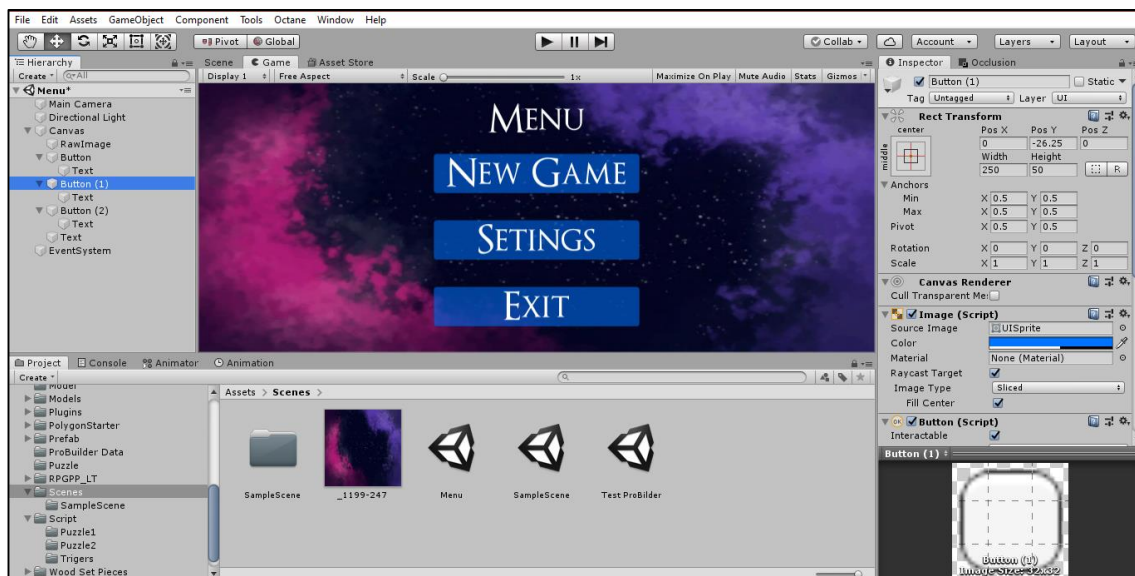 File Edit Assets GameObject Component Tools Octane Window Help
Pivot Global Collab Account Layers Layout
Hierarchy Scene Game Asset Store Inspector Occlusion
Create All Display 1 Free Aspect Scale 1x Maximize On Play Mute Audio Stats Gizmos Button (1) Static
Menu*
Main Camera
Directional Light
Canvas
RawImage
Button
Text
Button (1)
Text
Button (2)
Text
Text
EventSystem
MENU
NEW GAME
SETINGS
EXIT
Tag Untagged Layer UI
Rect Transform
center Pos X Pos Y Pos Z
middle 0 -26.25 0
Width Height
250 50 R
Anchors
Min X 0.5 Y 0.5
Max X 0.5 Y 0.5
Pivot X 0.5 Y 0.5
Rotation X 0 Y 0 Z 0
Scale X 1 Y 1 Z 1
Canvas Renderer
Cull Transparent Me:
Image (Script)
Source Image UISprite
Color
Material None (Material)
Raycast Target
Image Type Sliced
Fill Center
Button (Script)
Interactable
Button (1)
Button (1)
Image Size: 32x32
Project Console Animator Animation
Create
Model
Models
Plugins
PolygonStarter
Prefab
ProBuilder Data
Puzzle
RPGPP_LT
Scenes
SampleScene
Script
Puzzle1
Puzzle2
Trigers
Wood Set Pieces
Assets > Scenes >
SampleScene _1199-247 Menu SampleScene Test ProBilder